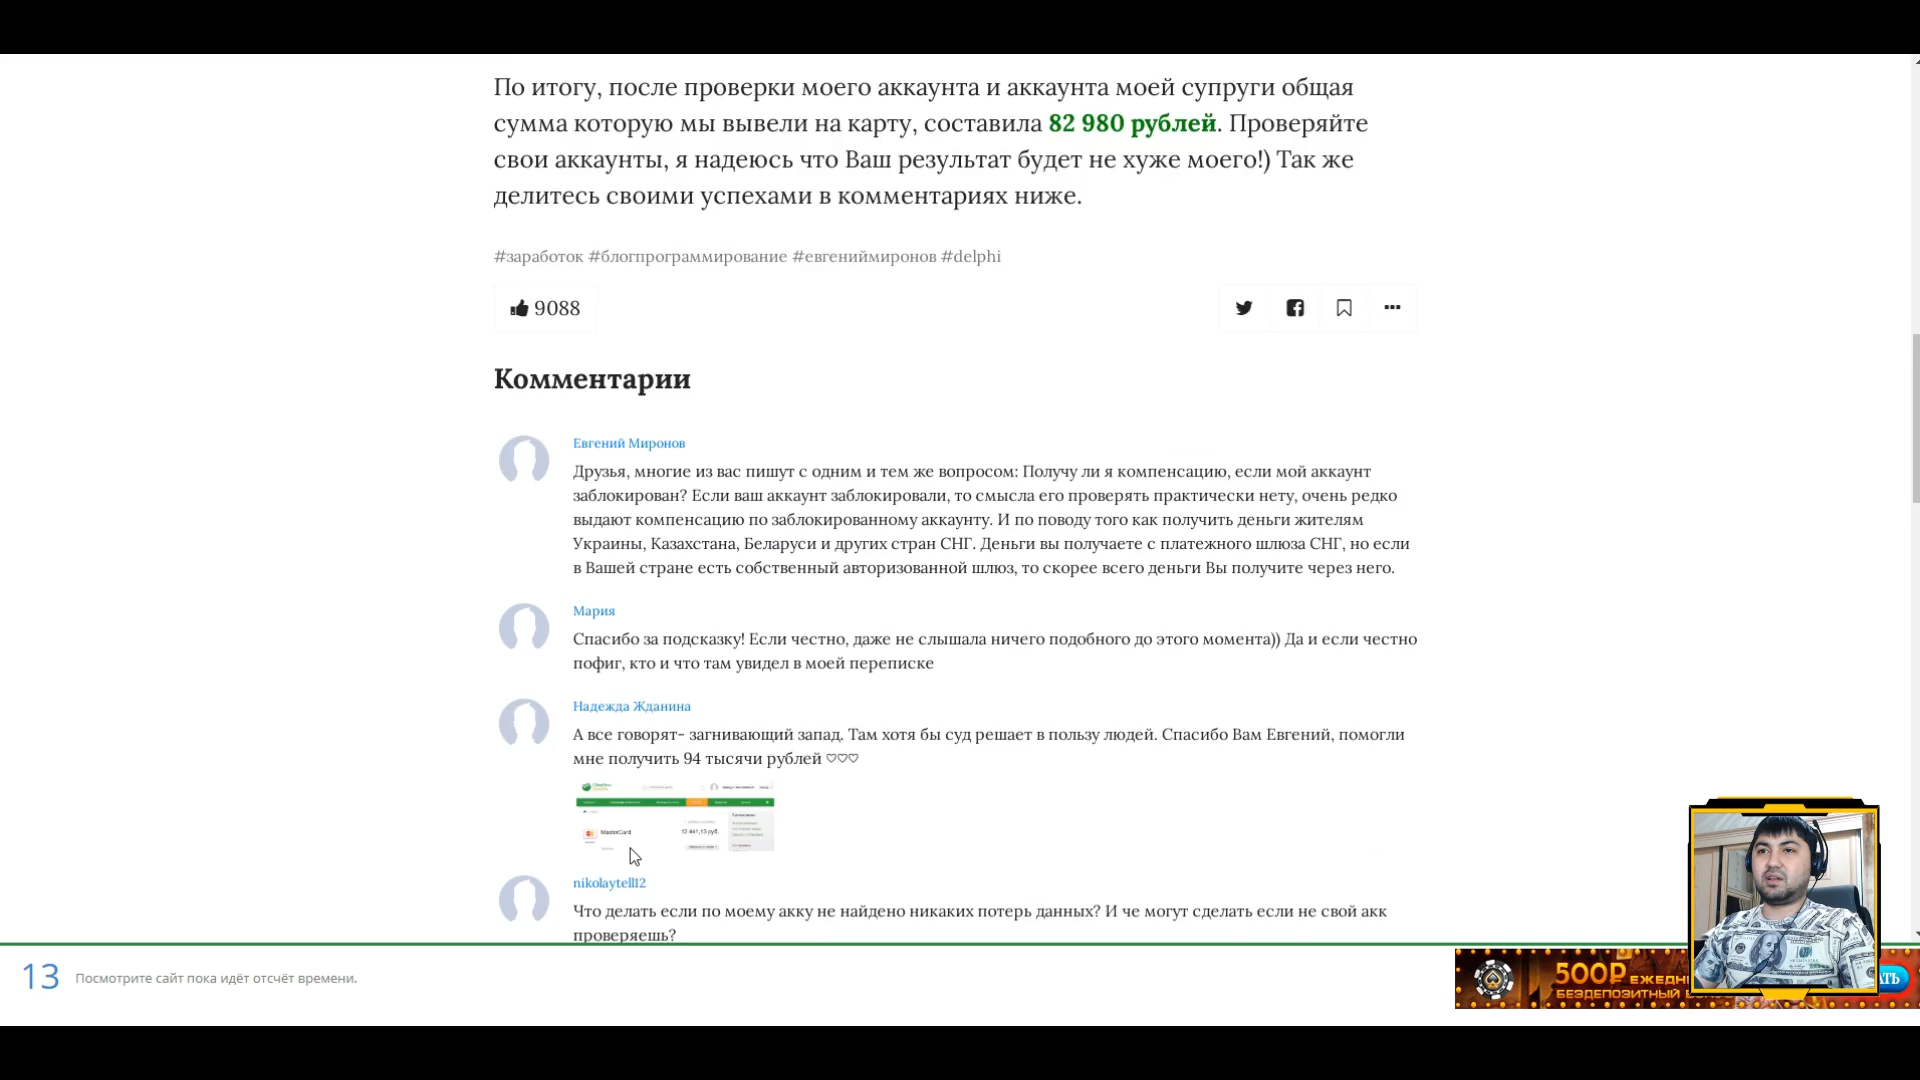 По итогу, после проверки моего аккаунта и аккаунта моей супруги общая
сумма которую мы вывели на карту, составила 82 980 рублей. Проверяйте
свои аккаунты, я надеюсь что Ваш результат будет не хуже моего!) Так же
делитесь своими успехами в комментариях ниже.
#заработок #блогпрограммирование #евгениймиронов #delphi
9088
Комментарии
Евгений Миронов
Друзья, многие из вас пишут с одним и тем же вопросом: Получу ли я компенсацию, если мой аккаунт
заблокирован? Если ваш аккаунт заблокировали, то смысла его проверять практически нету, очень редко
выдают компенсацию по заблокированному аккаунту. И по поводу того как получить деньги жителям
Украины, Казахстана, Беларуси и других стран СНГ. Деньги вы получаете с платежного шлюза СНГ, но если
в Вашей стране есть собственный авторизованной шлюз, то скорее всего деньги Вы получите через него.
Мария
Спасибо за подсказку! Если честно, даже не слышала ничего подобного до этого момента)) Да и если честно
пофиг, кто и что там увидел в моей переписке
Надежда Жданина
А все говорят- загнивающий запад. Там хотя бы суд решает в пользу людей. Спасибо Вам Евгений, помогли
мне получить 94 тысячи рублей ♡♡♡
MasterCard
nikolaytell12
Что делать если по моему акку не найдено никаких потерь данных? И че могут сделать если не свой акк
проверяешь?
13 Посмотрите сайт пока идёт отсчёт времени.
500Р ЕЖЕДН
БЕЗДЕПОЗИТНЫЙ
ТЬ